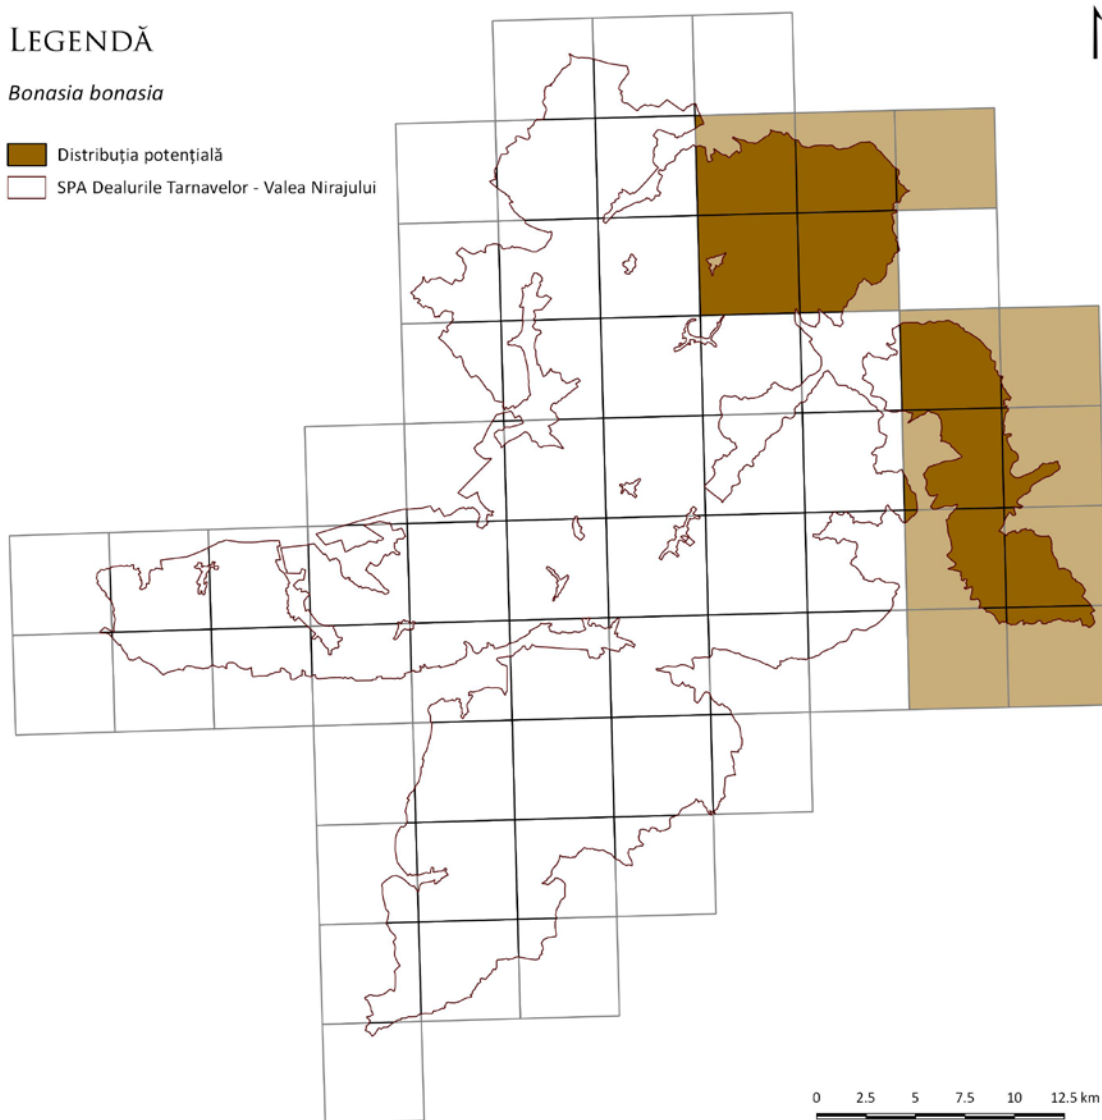 LEGENDĂ
Bonasia bonasia
Distribuția potențială
SPA Dealurile Tarnavelor - Valea Nirajului
0 2.5 5 7.5 10 12.5 km